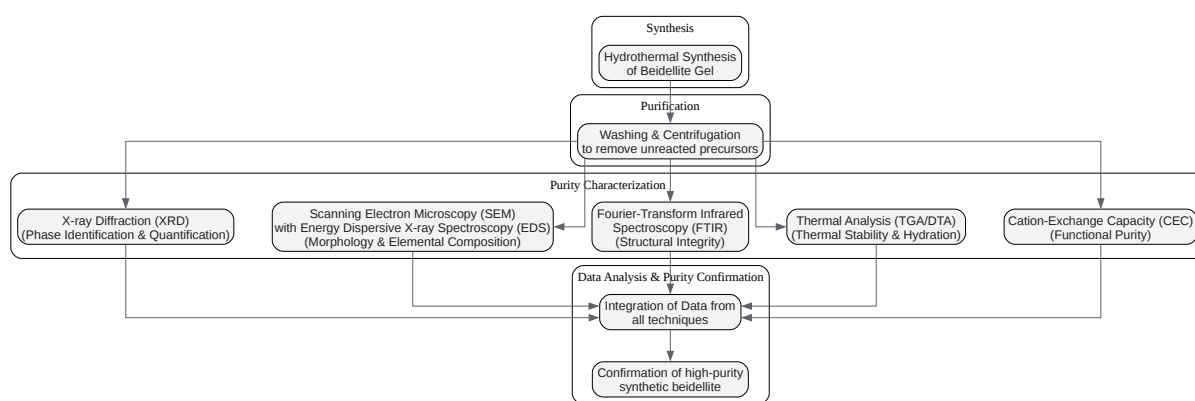 Synthesis
Hydrothermal Synthesis
of Beidellite Gel
Purification
Washing & Centrifugation
to remove unreacted precursors
Purity Characterization
X-ray Diffraction (XRD)
(Phase Identification & Quantification)
Scanning Electron Microscopy (SEM)
with Energy Dispersive X-ray Spectroscopy (EDS)
(Morphology & Elemental Composition)
Fourier-Transform Infrared
Spectroscopy (FTIR)
(Structural Integrity)
Thermal Analysis (TGA/DTA)
(Thermal Stability & Hydration)
Cation-Exchange Capacity (CEC)
(Functional Purity)
Data Analysis & Purity Confirmation
Integration of Data from
all techniques
Confirmation of high-purity
synthetic beidellite